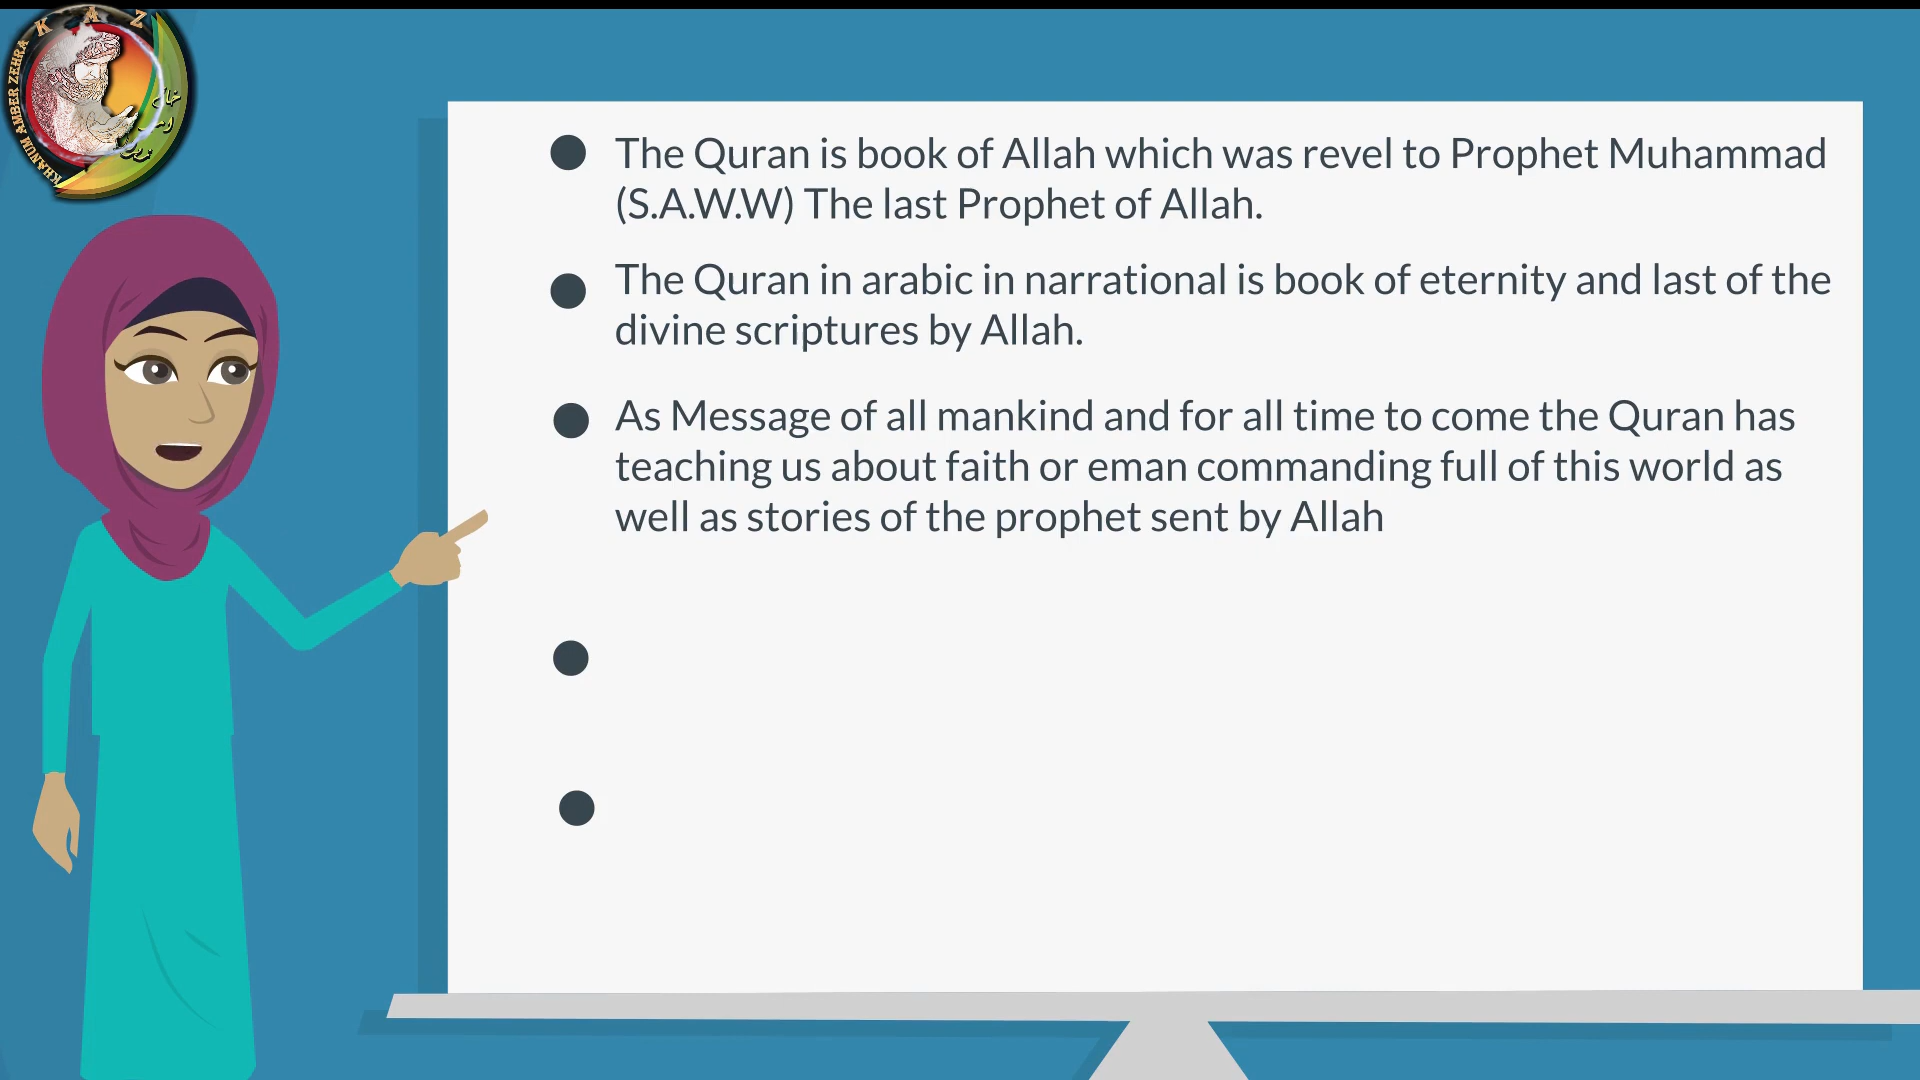 K A Z
KHANUM AMBER ZEHRA
The Quran is book of Allah which was revel to Prophet Muhammad
(S.A.W.W) The last Prophet of Allah.
The Quran in arabic in narrational is book of eternity and last of the
divine scriptures by Allah.
As Message of all mankind and for all time to come the Quran has
teaching us about faith or eman commanding full of this world as
well as stories of the prophet sent by Allah